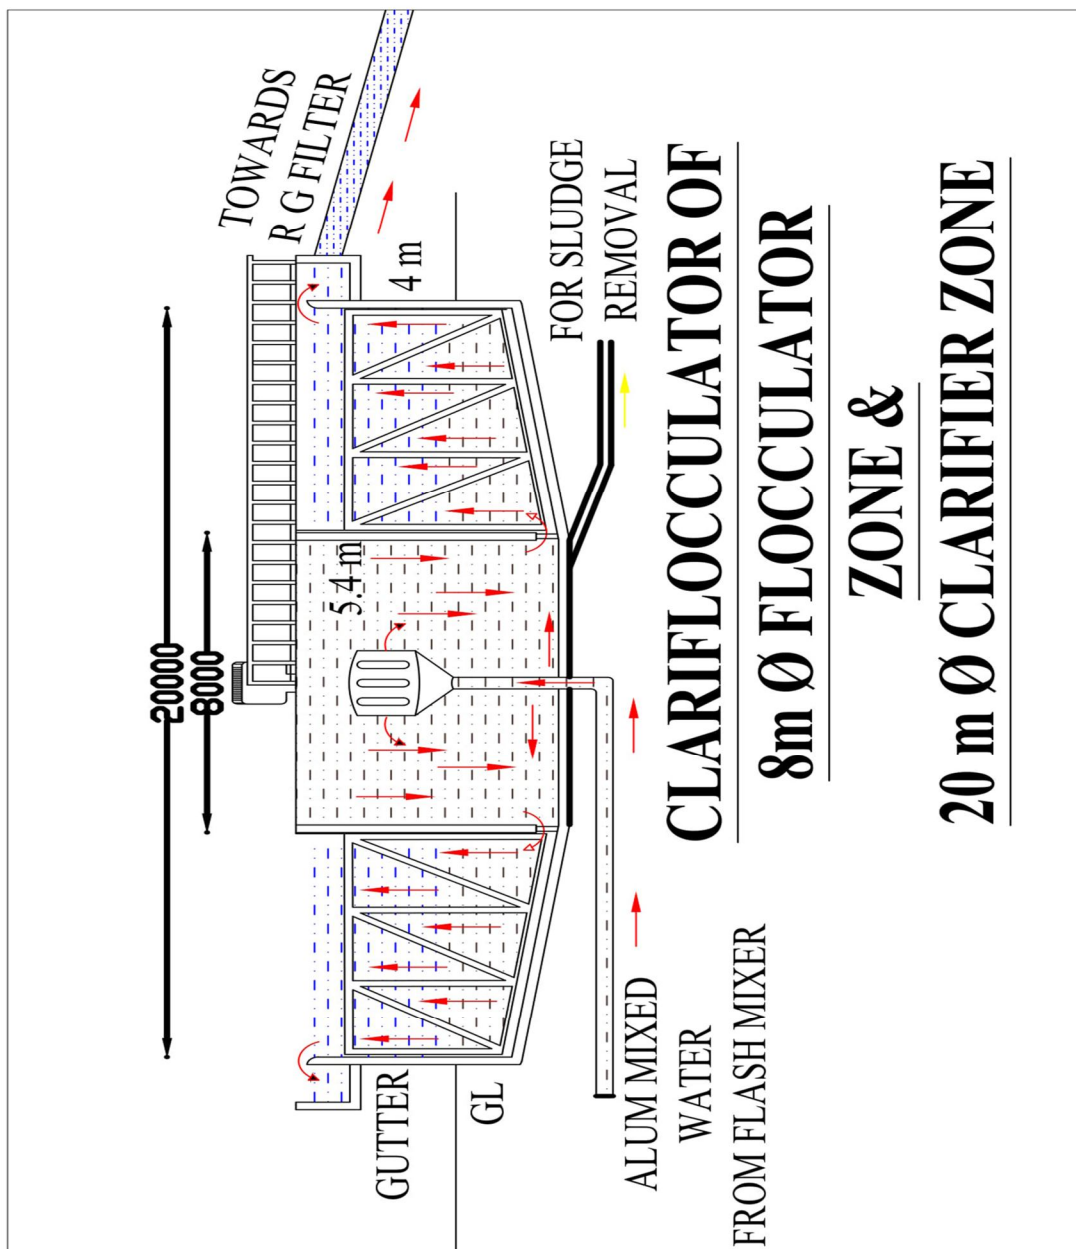 20000
8000
TOWARDS
R G FILTER
5.4 m
4 m
GUTTER
GL
FOR SLUDGE
REMOVAL
ALUM MIXED
WATER
FROM FLASH MIXER
CLARIFLOCCULATOR OF
8m Ø FLOCCULATOR
ZONE &
20 m Ø CLARIFIER ZONE